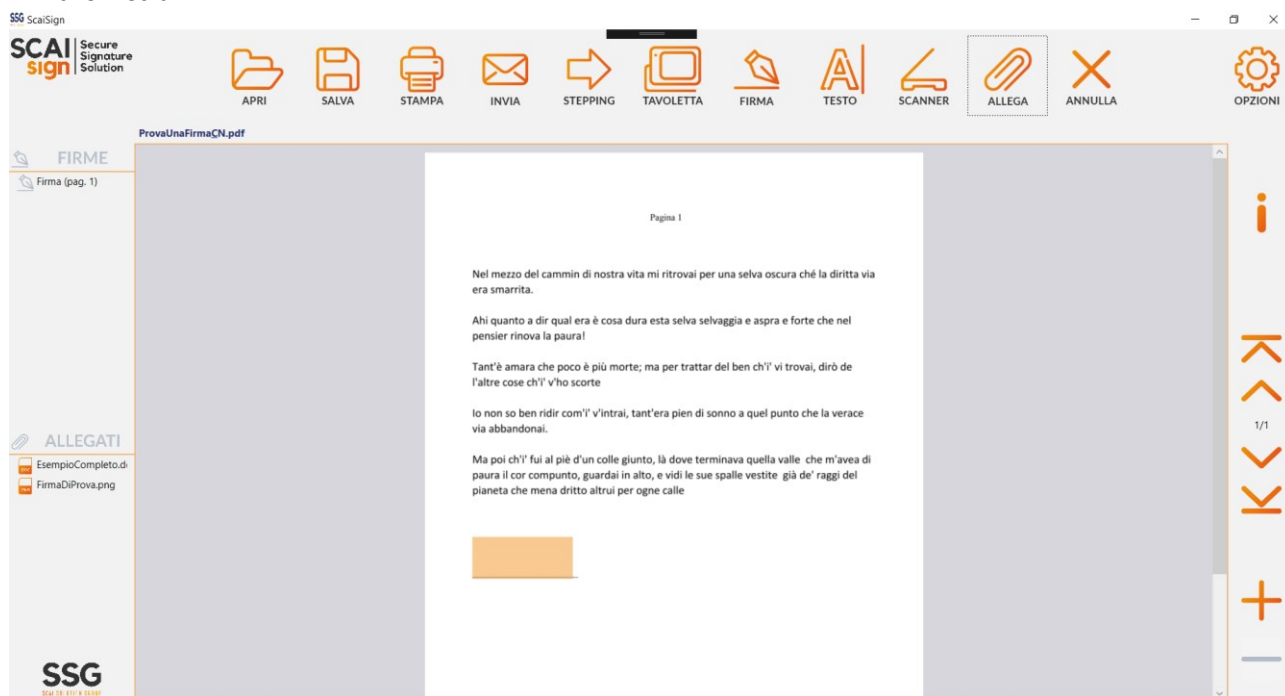 SSG ScaiSign
SCAI sign Secure Signature Solution
APRI
SALVA
STAMPA
INVIA
STEPPING
TAVOLETTA
FIRMA
TESTO
SCANNER
ALLEGA
ANNULLA
OPZIONI
ProvaUnaFirmaCN.pdf
FIRME
Firma (pag. 1)
Pagina 1
Nel mezzo del cammin di nostra vita mi ritrovai per una selva oscura ché la diritta via
era smarrita.
Ahi quanto a dir qual era è cosa dura esta selva selvaggia e aspra e forte che nel
pensier rinova la paura!
Tant'è amara che poco è più morte; ma per trattar del ben ch'i' vi trovai, dirò de
l'altre cose ch'i' v'ho scorte
Io non so ben ridir com'i' v'intrai, tant'era pien di sonno a quel punto che la verace
via abbandonai.
Ma poi ch'i' fui al piè d'un colle giunto, là dove terminava quella valle che m'avea di
paura il cor compunto, guardai in alto, e vidi le sue spalle vestite già de' raggi del
pianeta che mena dritto altrui per ogne calle
1/1
ALLEGATI
EsempioCompleto.d
FirmaDiProva.png
SSG
SCAI SOLUTION GROUP